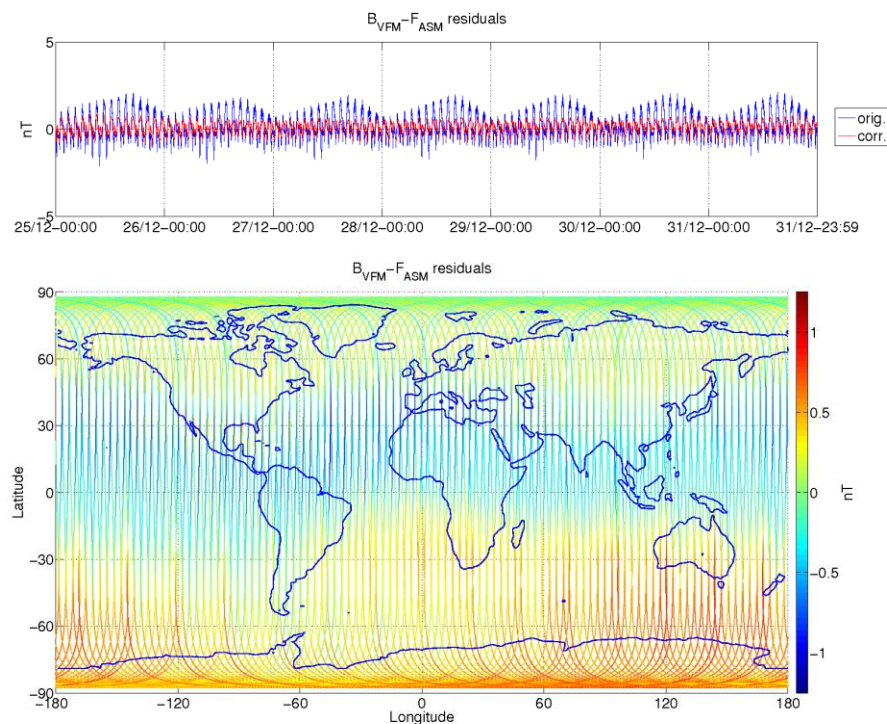 B_VFM−F_ASM residuals
5
0
−5
nT
25/12−00:00 26/12−00:00 27/12−00:00 28/12−00:00 29/12−00:00 30/12−00:00 31/12−00:00 31/12−23:59
orig.
corr.
B_VFM−F_ASM residuals
90
60
30
0
−30
−60
−90
Latitude
−180 −120 −60 0 60 120 180
Longitude
1
0.5
0
−0.5
−1
nT